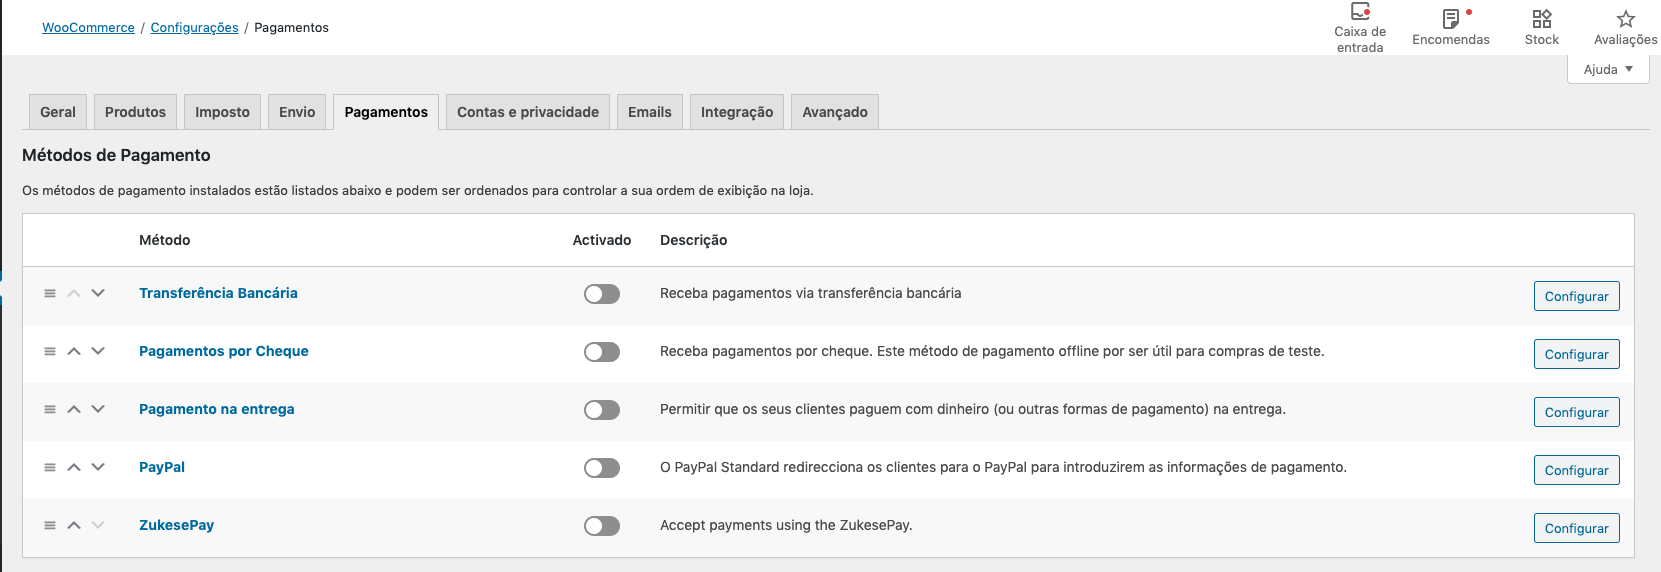 WooCommerce / Configurações / Pagamentos
Caixa de
entrada
Encomendas
Stock
Avaliações
Ajuda
Geral
Produtos
Imposto
Envio
Pagamentos
Contas e privacidade
Emails
Integração
Avançado
Métodos de Pagamento
Os métodos de pagamento instalados estão listados abaixo e podem ser ordenados para controlar a sua ordem de exibição na loja.
Método Activado Descrição
Transferência Bancária Receba pagamentos via transferência bancária Configurar
Pagamentos por Cheque Receba pagamentos por cheque. Este método de pagamento offline por ser útil para compras de teste. Configurar
Pagamento na entrega Permitir que os seus clientes paguem com dinheiro (ou outras formas de pagamento) na entrega. Configurar
PayPal O PayPal Standard redirecciona os clientes para o PayPal para introduzirem as informações de pagamento. Configurar
ZukesePay Accept payments using the ZukesePay. Configurar